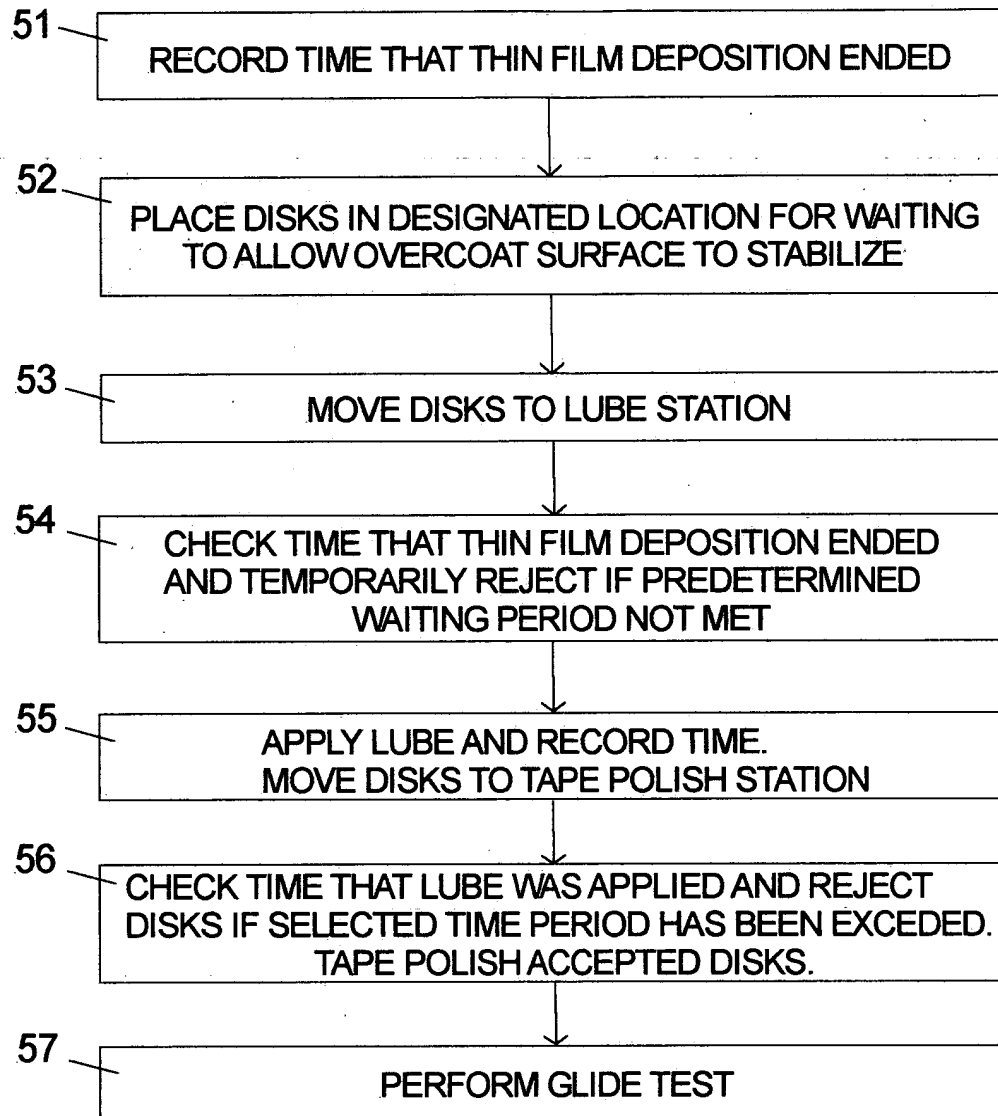 51
RECORD TIME THAT THIN FILM DEPOSITION ENDED
52
PLACE DISKS IN DESIGNATED LOCATION FOR WAITING
TO ALLOW OVERCOAT SURFACE TO STABILIZE
53
MOVE DISKS TO LUBE STATION
54
CHECK TIME THAT THIN FILM DEPOSITION ENDED
AND TEMPORARILY REJECT IF PREDETERMINED
WAITING PERIOD NOT MET
55
APPLY LUBE AND RECORD TIME.
MOVE DISKS TO TAPE POLISH STATION
56
CHECK TIME THAT LUBE WAS APPLIED AND REJECT
DISKS IF SELECTED TIME PERIOD HAS BEEN EXCEDED.
TAPE POLISH ACCEPTED DISKS.
57
PERFORM GLIDE TEST